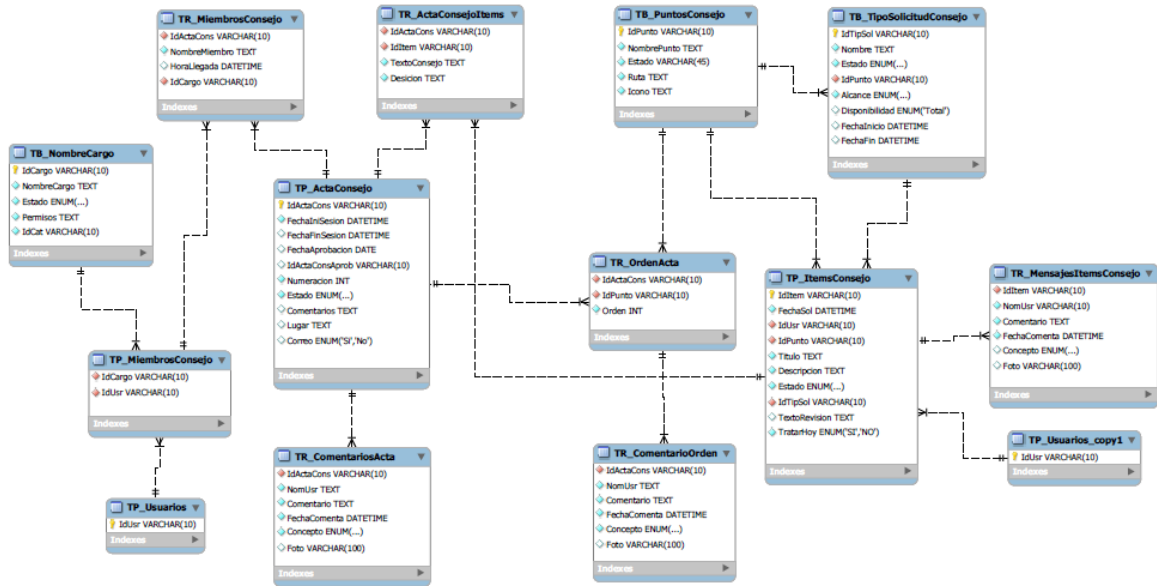 TR_MiembrosConsejo
IdActaCons VARCHAR(10)
NombreMiembro TEXT
HoraLlegada DATETIME
IdCargo VARCHAR(10)
Indexes
TR_ActaConsejoItems
IdActaCons VARCHAR(10)
IdItem VARCHAR(10)
TextoConsejo TEXT
Desicion TEXT
Indexes
TB_PuntosConsejo
IdPunto VARCHAR(10)
NombrePunto TEXT
Estado VARCHAR(45)
Ruta TEXT
Icono TEXT
Indexes
TB_TipoSolicitudConsejo
IdTipSol VARCHAR(10)
Nombre TEXT
Estado ENUM(...)
IdPunto VARCHAR(10)
Alcance ENUM(...)
Disponibilidad ENUM('Total')
FechaInicio DATETIME
FechaFin DATETIME
Indexes
TB_NombreCargo
IdCargo VARCHAR(10)
NombreCargo TEXT
Estado ENUM(...)
Permisos TEXT
IdCat VARCHAR(10)
Indexes
TP_ActaConsejo
IdActaCons VARCHAR(10)
FechaIniSesion DATETIME
FechaFinSesion DATETIME
FechaAprobacion DATE
IdActaConsAprob VARCHAR(10)
Numeracion INT
Estado ENUM(...)
Comentarios TEXT
Lugar TEXT
Correo ENUM('SI','No')
Indexes
TR_OrdenActa
IdActaCons VARCHAR(10)
IdPunto VARCHAR(10)
Orden INT
Indexes
TP_ItemsConsejo
IdItem VARCHAR(10)
FechaSol DATETIME
IdUsr VARCHAR(10)
IdPunto VARCHAR(10)
Titulo TEXT
Descripcion TEXT
Estado ENUM(...)
IdTipSol VARCHAR(10)
TextoRevision TEXT
TratarHoy ENUM('SI','NO')
Indexes
TR_MensajesItemsConsejo
IdItem VARCHAR(10)
NomUsr VARCHAR(10)
Comentario TEXT
FechaComenta DATETIME
Concepto ENUM(...)
Foto VARCHAR(100)
Indexes
TP_MiembrosConsejo
IdCargo VARCHAR(10)
IdUsr VARCHAR(10)
Indexes
TR_ComentariosActa
IdActaCons VARCHAR(10)
NomUsr TEXT
Comentario TEXT
FechaComenta DATETIME
Concepto ENUM(...)
Foto VARCHAR(100)
Indexes
TR_ComentarioOrden
IdActaCons VARCHAR(10)
NomUsr TEXT
Comentario TEXT
FechaComenta DATETIME
Concepto ENUM(...)
Foto VARCHAR(100)
Indexes
TP_Usuarios_copy1
IdUsr VARCHAR(10)
Indexes
TP_Usuarios
IdUsr VARCHAR(10)
Indexes